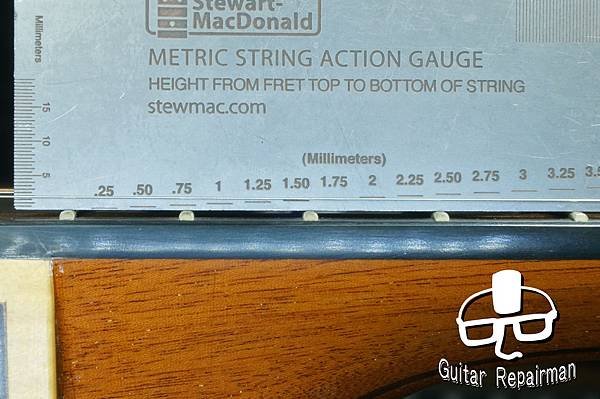 Stewart-
MacDonald
METRIC STRING ACTION GAUGE
HEIGHT FROM FRET TOP TO BOTTOM OF STRING
stewmac.com
Millimeters
15
10
5
(Millimeters)
.25 .50 .75 1 1.25 1.50 1.75 2 2.25 2.50 2.75 3 3.25
Guitar Repairman